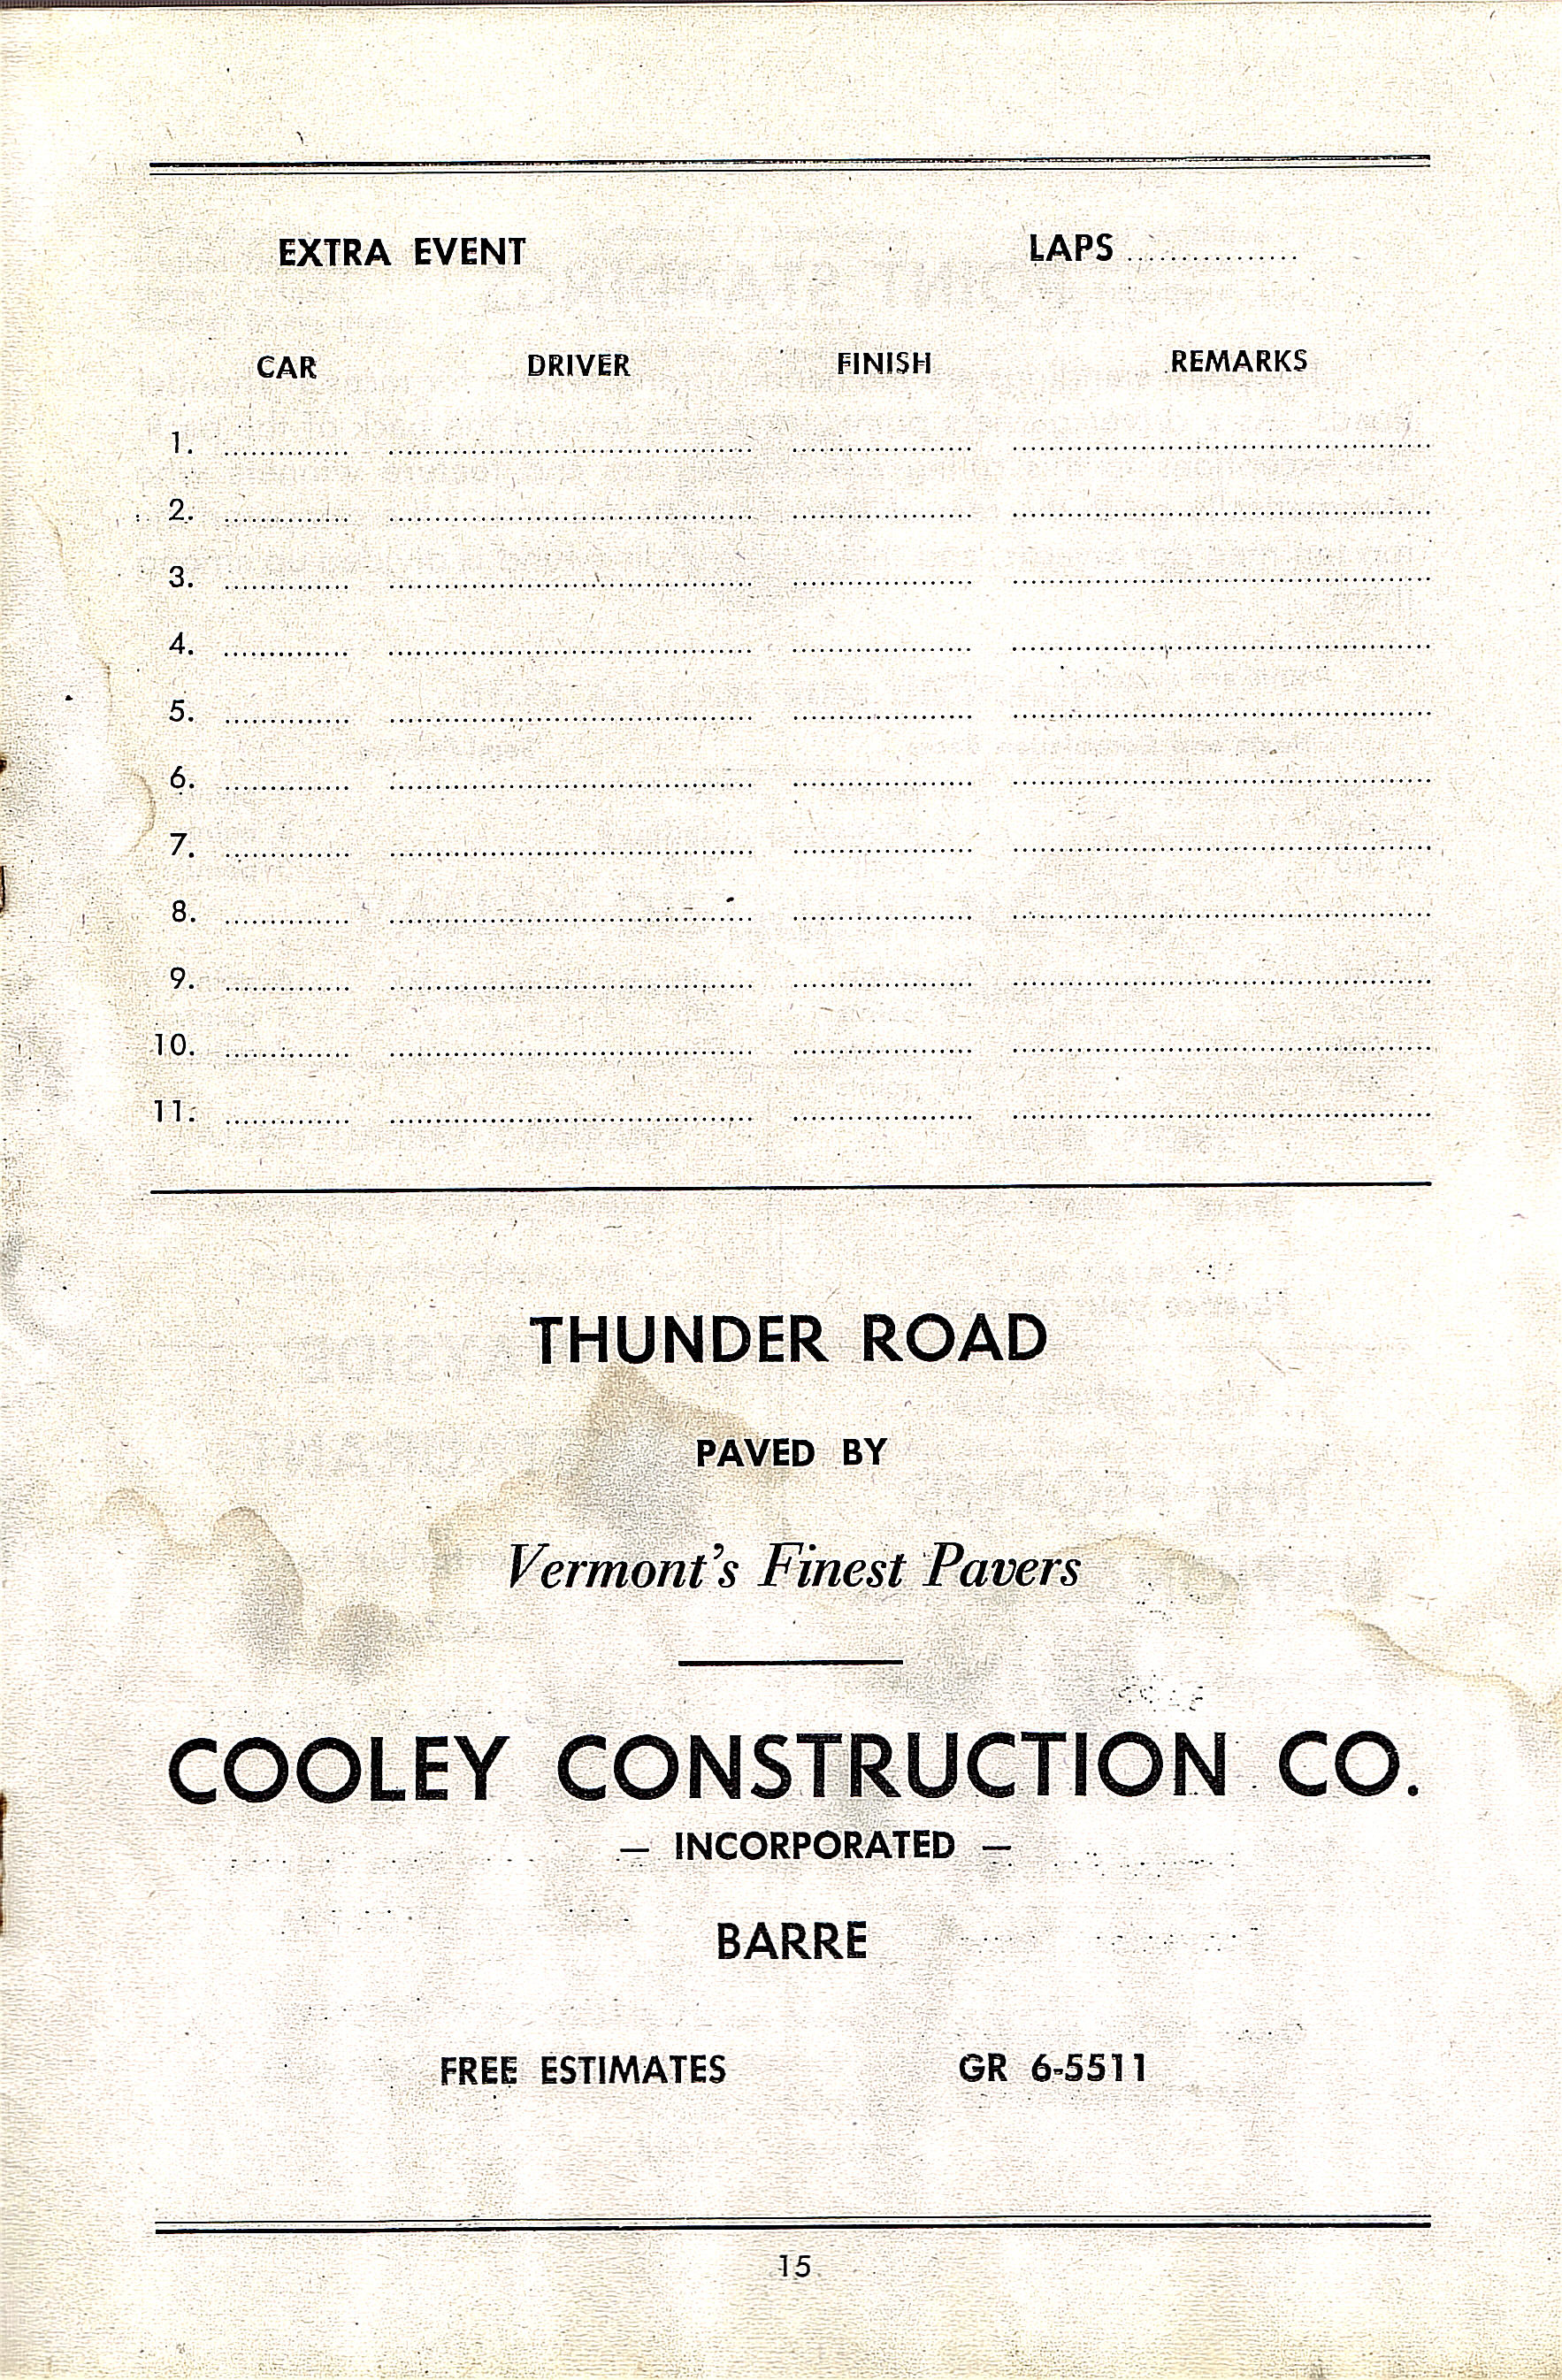 EXTRA EVENT LAPS ................
CAR DRIVER FINISH REMARKS
1. ............. ........................................ .................... ..............................................
2. ............. ........................................ .................... ..............................................
3. ............. ........................................ .................... ..............................................
4. ............. ........................................ .................... ..............................................
5. ............. ........................................ .................... ..............................................
6. ............. ........................................ .................... ..............................................
7. ............. ........................................ .................... ..............................................
8. ............. ........................................ .................... ..............................................
9. ............. ........................................ .................... ..............................................
10. ............. ........................................ .................... ..............................................
11. ............. ........................................ .................... ..............................................
THUNDER ROAD
PAVED BY
Vermont's Finest Pavers
COOLEY CONSTRUCTION CO.
— INCORPORATED —
BARRE
FREE ESTIMATES GR 6-5511
15